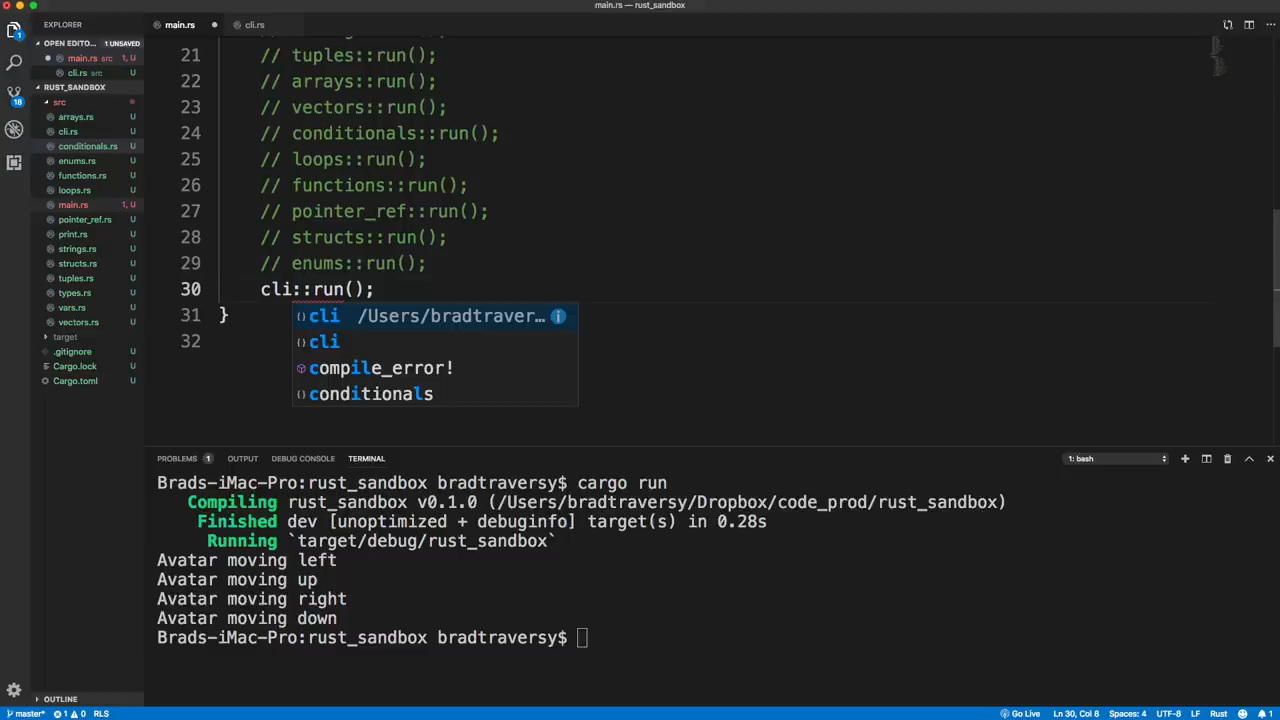 main.rs — rust_sandbox
EXPLORER
main.rs
cli.rs
OPEN EDITO... 1 UNSAVED
main.rs src 1, U
cli.rs src U
RUST_SANDBOX
src
arrays.rs U
cli.rs U
conditionals.rs U
enums.rs U
functions.rs U
loops.rs U
main.rs 1, U
pointer_ref.rs U
print.rs U
strings.rs U
structs.rs U
tuples.rs U
types.rs U
vars.rs U
vectors.rs U
target
.gitignore U
Cargo.lock U
Cargo.toml U
OUTLINE
1
18
21 // tuples::run();
22 // arrays::run();
23 // vectors::run();
24 // conditionals::run();
25 // loops::run();
26 // functions::run();
27 // pointer_ref::run();
28 // structs::run();
29 // enums::run();
30 cli::run();
31 }
32
cli /Users/bradtraver...
cli
compile_error!
conditionals
PROBLEMS 1 OUTPUT DEBUG CONSOLE TERMINAL 1: bash
Brads-iMac-Pro:rust_sandbox bradtraversy$ cargo run
Compiling rust_sandbox v0.1.0 (/Users/bradtraversy/Dropbox/code_prod/rust_sandbox)
Finished dev [unoptimized + debuginfo] target(s) in 0.28s
Running `target/debug/rust_sandbox`
Avatar moving left
Avatar moving up
Avatar moving right
Avatar moving down
Brads-iMac-Pro:rust_sandbox bradtraversy$
master* 1 0 RLS Go Live Ln 30, Col 8 Spaces: 4 UTF-8 LF Rust 1